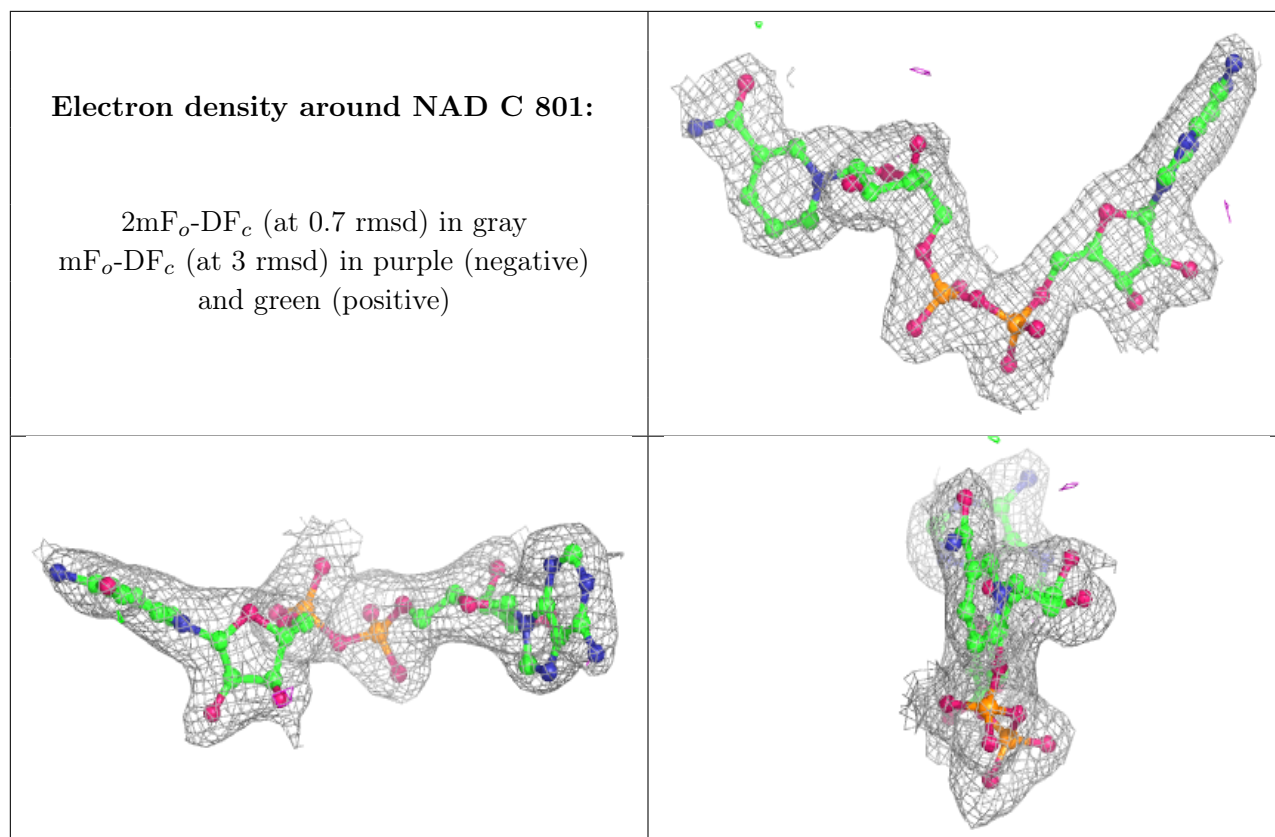 Electron density around NAD C 801:
2mFo-DFc (at 0.7 rmsd) in gray
mFo-DFc (at 3 rmsd) in purple (negative)
and green (positive)